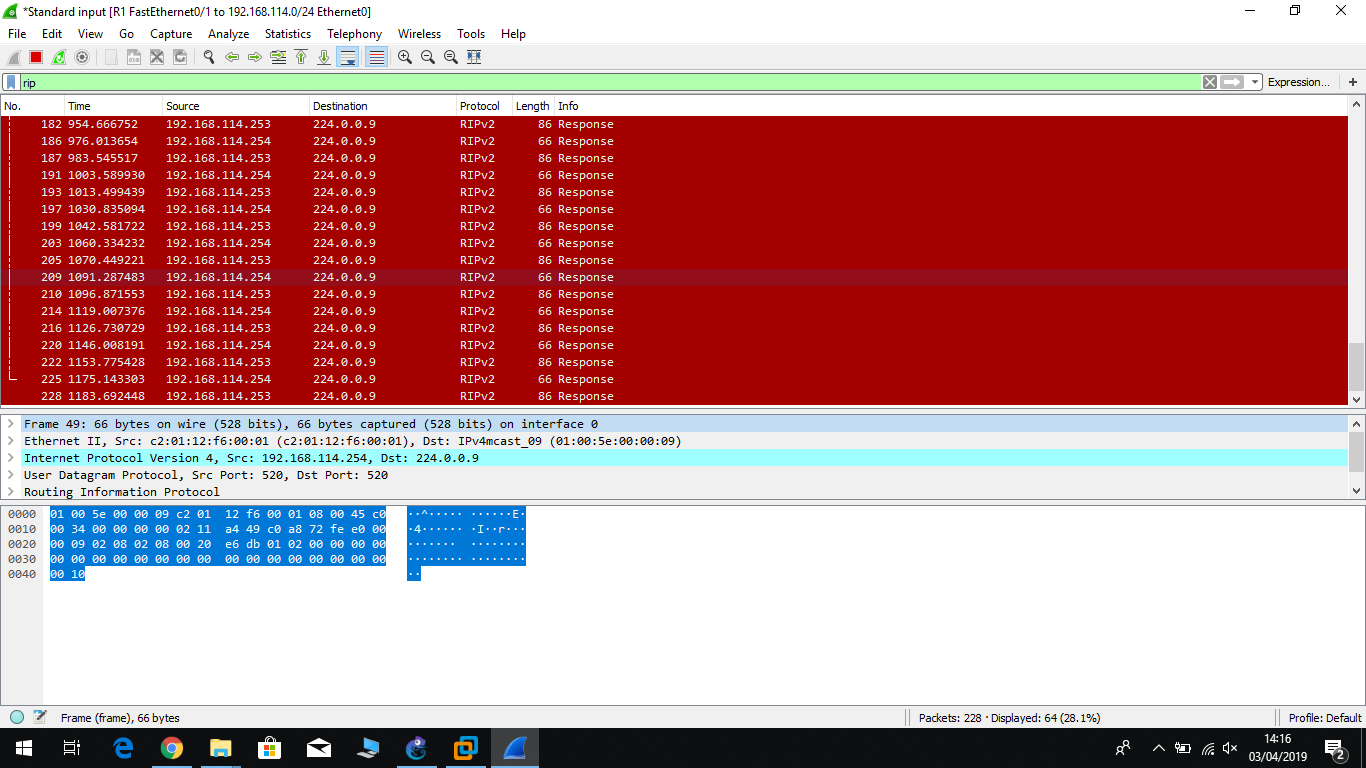 *Standard input [R1 FastEthernet0/1 to 192.168.114.0/24 Ethernet0]
File Edit View Go Capture Analyze Statistics Telephony Wireless Tools Help
rip Expression... +
No. Time Source Destination Protocol Length Info
182 954.666752 192.168.114.253 224.0.0.9 RIPv2 86 Response
186 976.013654 192.168.114.254 224.0.0.9 RIPv2 66 Response
187 983.545517 192.168.114.253 224.0.0.9 RIPv2 86 Response
191 1003.589930 192.168.114.254 224.0.0.9 RIPv2 66 Response
193 1013.499439 192.168.114.253 224.0.0.9 RIPv2 86 Response
197 1030.835094 192.168.114.254 224.0.0.9 RIPv2 66 Response
199 1042.581722 192.168.114.253 224.0.0.9 RIPv2 86 Response
203 1060.334232 192.168.114.254 224.0.0.9 RIPv2 66 Response
205 1070.449221 192.168.114.253 224.0.0.9 RIPv2 86 Response
209 1091.287483 192.168.114.254 224.0.0.9 RIPv2 66 Response
210 1096.871553 192.168.114.253 224.0.0.9 RIPv2 86 Response
214 1119.007376 192.168.114.254 224.0.0.9 RIPv2 66 Response
216 1126.730729 192.168.114.253 224.0.0.9 RIPv2 86 Response
220 1146.008191 192.168.114.254 224.0.0.9 RIPv2 66 Response
222 1153.775428 192.168.114.253 224.0.0.9 RIPv2 86 Response
225 1175.143303 192.168.114.254 224.0.0.9 RIPv2 66 Response
228 1183.692448 192.168.114.253 224.0.0.9 RIPv2 86 Response
Frame 49: 66 bytes on wire (528 bits), 66 bytes captured (528 bits) on interface 0
Ethernet II, Src: c2:01:12:f6:00:01 (c2:01:12:f6:00:01), Dst: IPv4mcast_09 (01:00:5e:00:00:09)
Internet Protocol Version 4, Src: 192.168.114.254, Dst: 224.0.0.9
User Datagram Protocol, Src Port: 520, Dst Port: 520
Routing Information Protocol
0000 01 00 5e 00 00 09 c2 01 12 f6 00 01 08 00 45 c0 ··^····· ······E·
0010 00 34 00 00 00 00 02 11 a4 49 c0 a8 72 fe e0 00 ·4······ ·I··r···
0020 00 09 02 08 02 08 00 20 e6 db 01 02 00 00 00 00 ······· ········
0030 00 00 00 00 00 00 00 00 00 00 00 00 00 00 00 00 ········ ········
0040 00 10 ··
Frame (frame), 66 bytes Packets: 228 · Displayed: 64 (28.1%) Profile: Default
14:16
03/04/2019
2